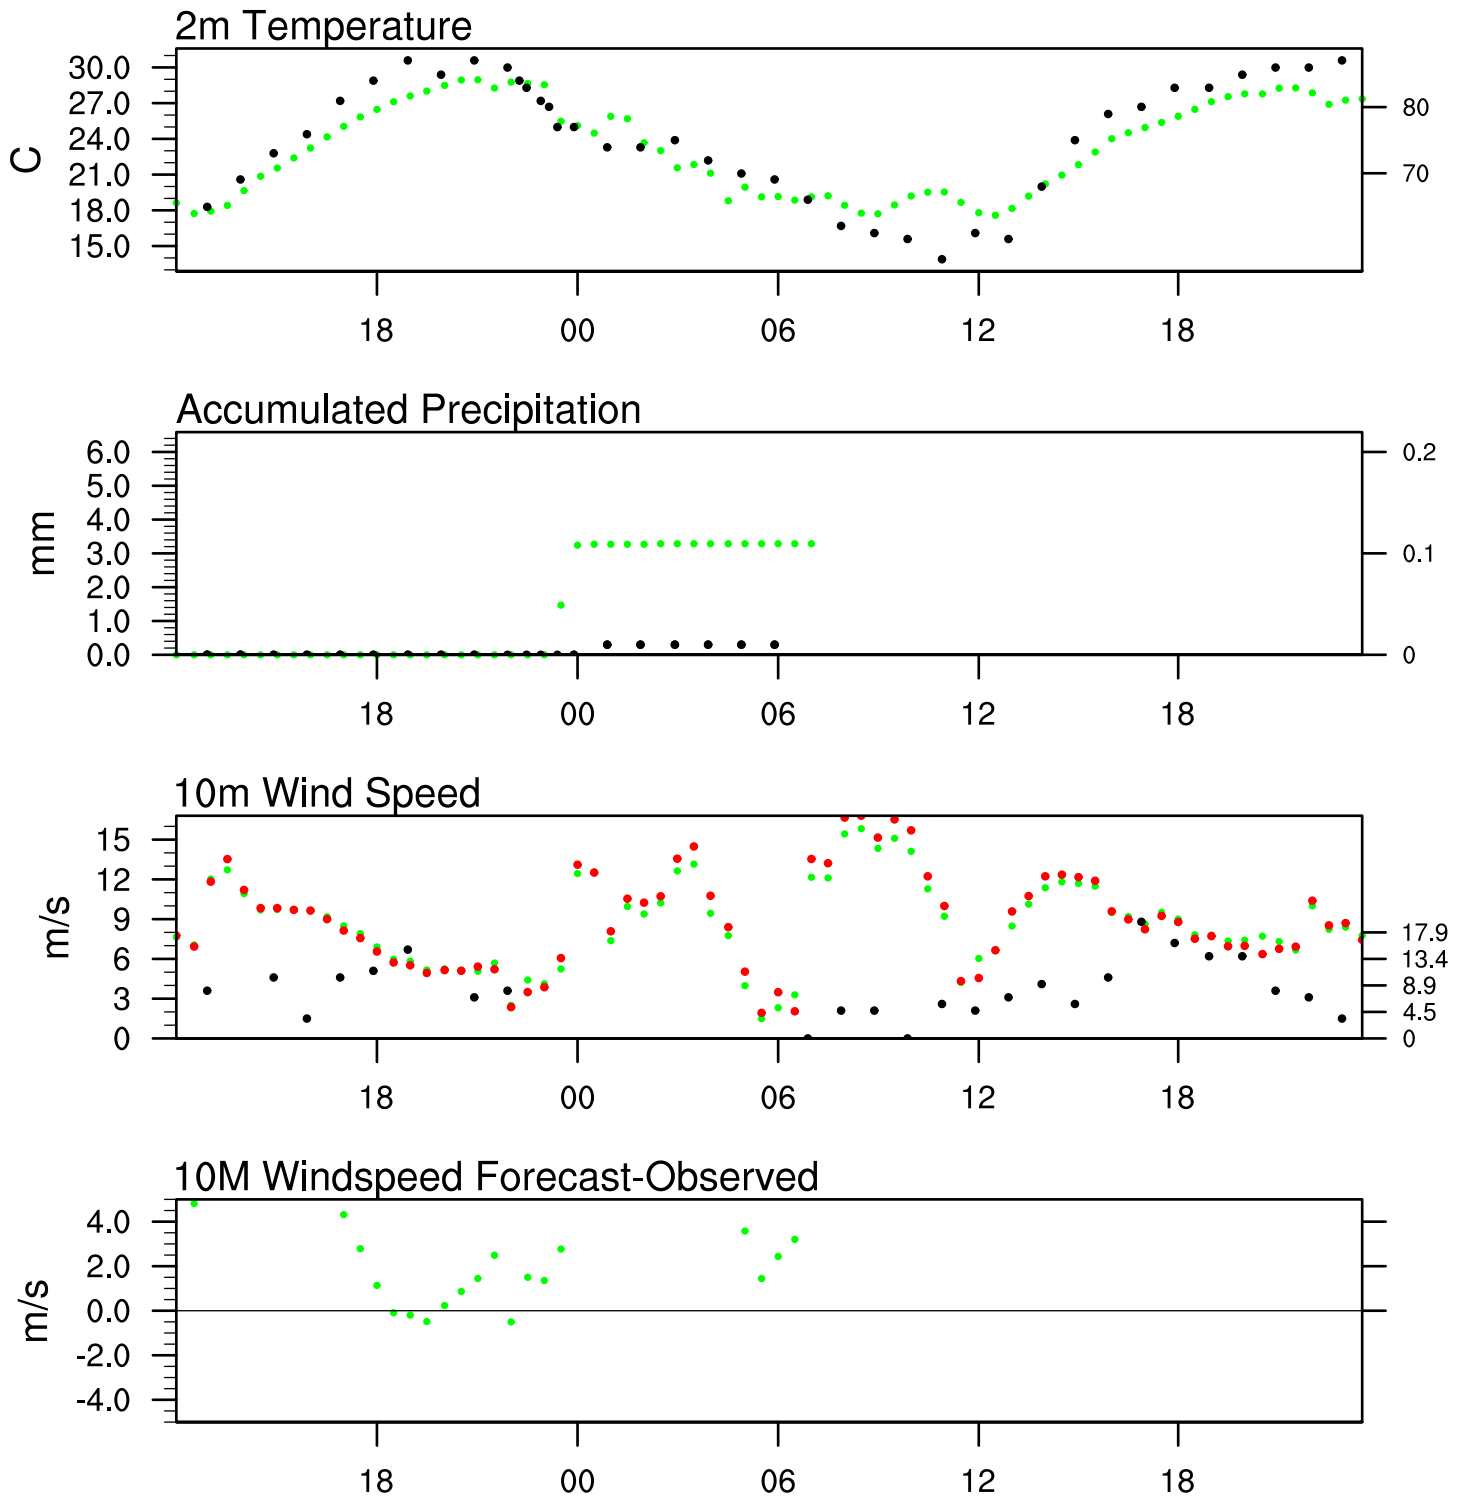 2m Temperature
30.0
27.0
24.0
21.0
18.0
15.0
C
80
70
18 00 06 12 18
Accumulated Precipitation
6.0
5.0
4.0
3.0
2.0
1.0
0.0
mm
0.2
0.1
0
18 00 06 12 18
10m Wind Speed
15
12
9
6
3
0
m/s
17.9
13.4
8.9
4.5
0
18 00 06 12 18
10M Windspeed Forecast-Observed
4.0
2.0
0.0
-2.0
-4.0
m/s
18 00 06 12 18